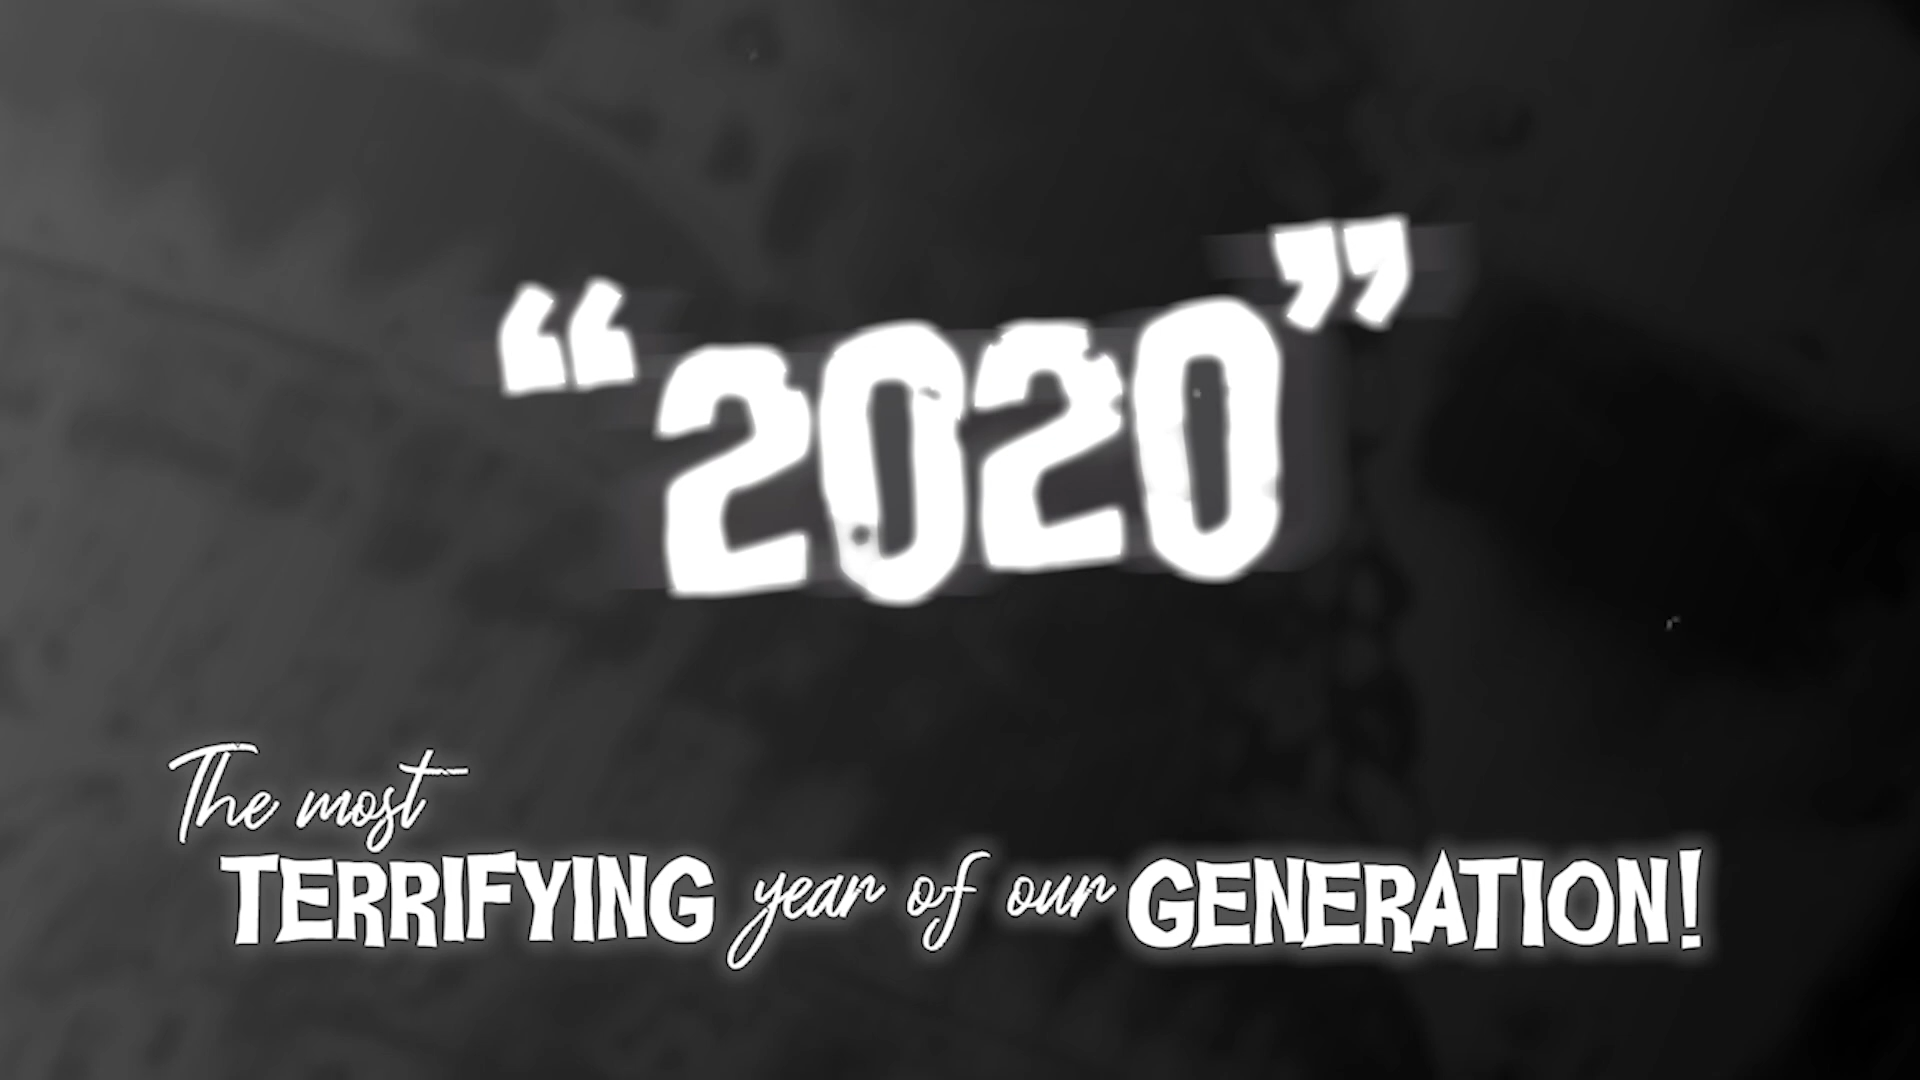 “2020”
The most
TERRIFYING year of our GENERATION!